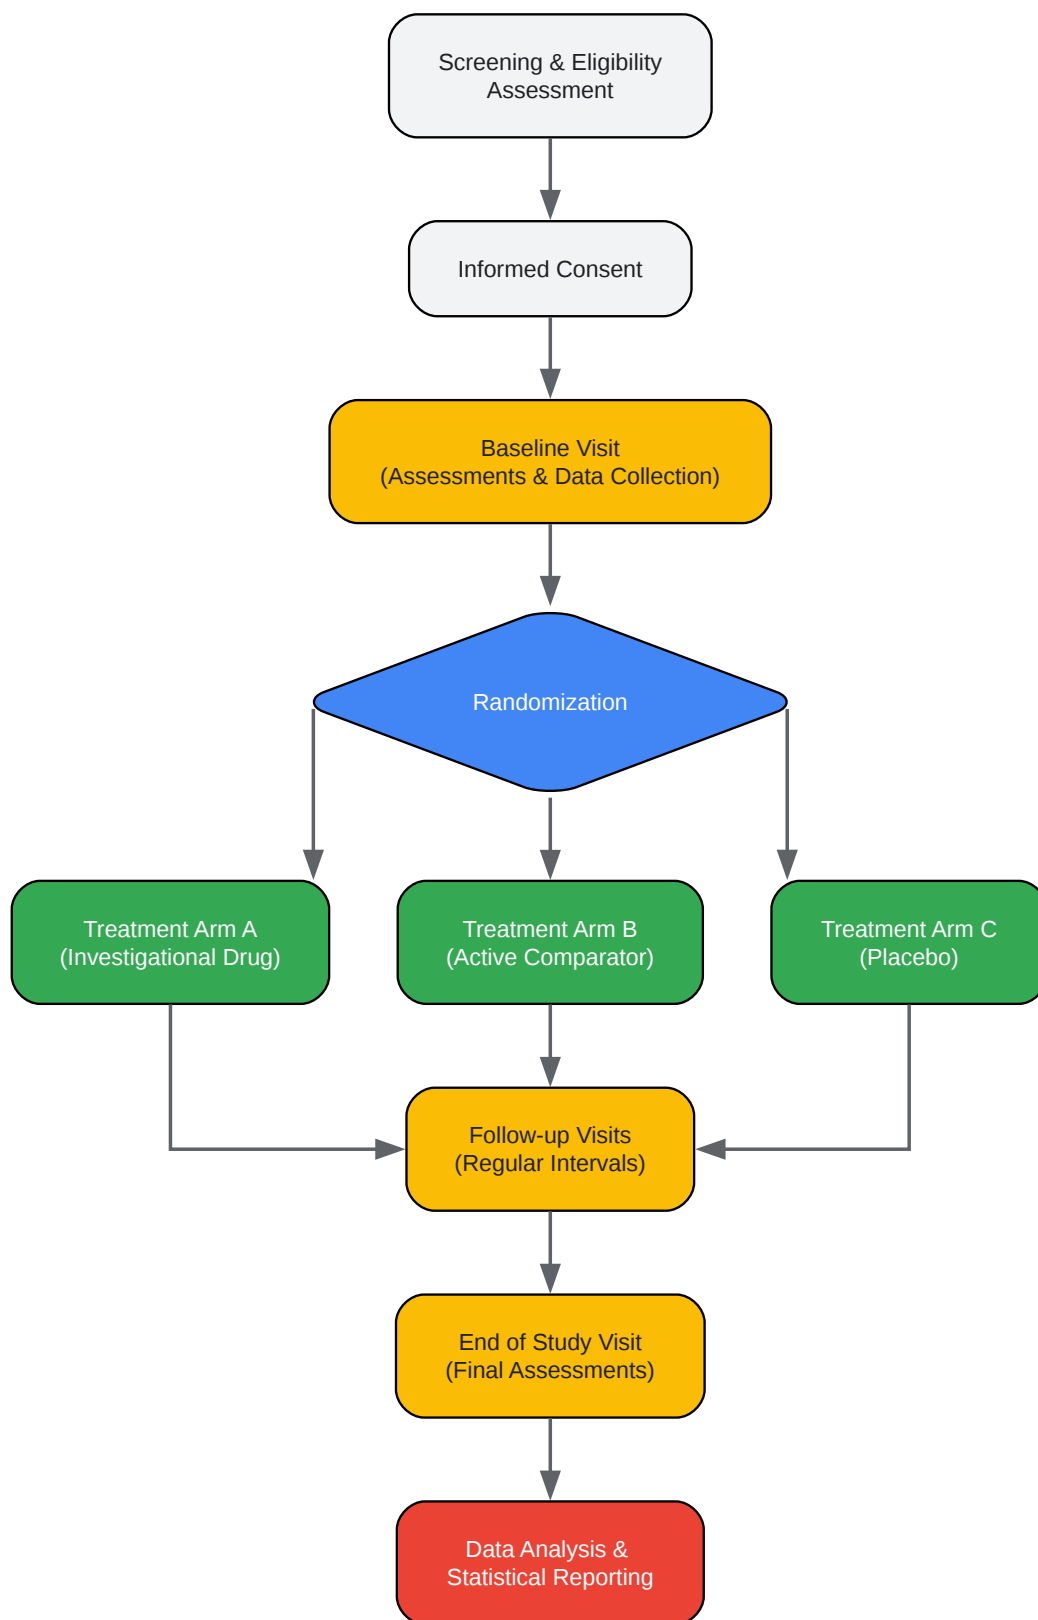 Screening & Eligibility
Assessment
Informed Consent
Baseline Visit
(Assessments & Data Collection)
Randomization
Treatment Arm A
(Investigational Drug)
Treatment Arm B
(Active Comparator)
Treatment Arm C
(Placebo)
Follow-up Visits
(Regular Intervals)
End of Study Visit
(Final Assessments)
Data Analysis &
Statistical Reporting